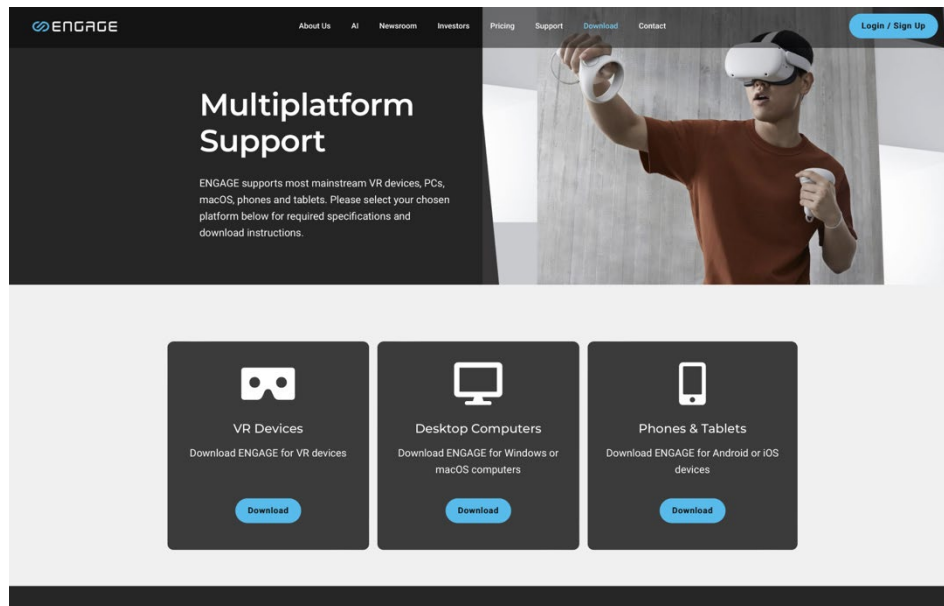 ENGAGE
About Us AI Newsroom Investors Pricing Support Download Contact
Login / Sign Up
Multiplatform
Support
ENGAGE supports most mainstream VR devices, PCs,
macOS, phones and tablets. Please select your chosen
platform below for required specifications and
download instructions.
VR Devices
Download ENGAGE for VR devices
Download
Desktop Computers
Download ENGAGE for Windows or
macOS computers
Download
Phones & Tablets
Download ENGAGE for Android or iOS
devices
Download